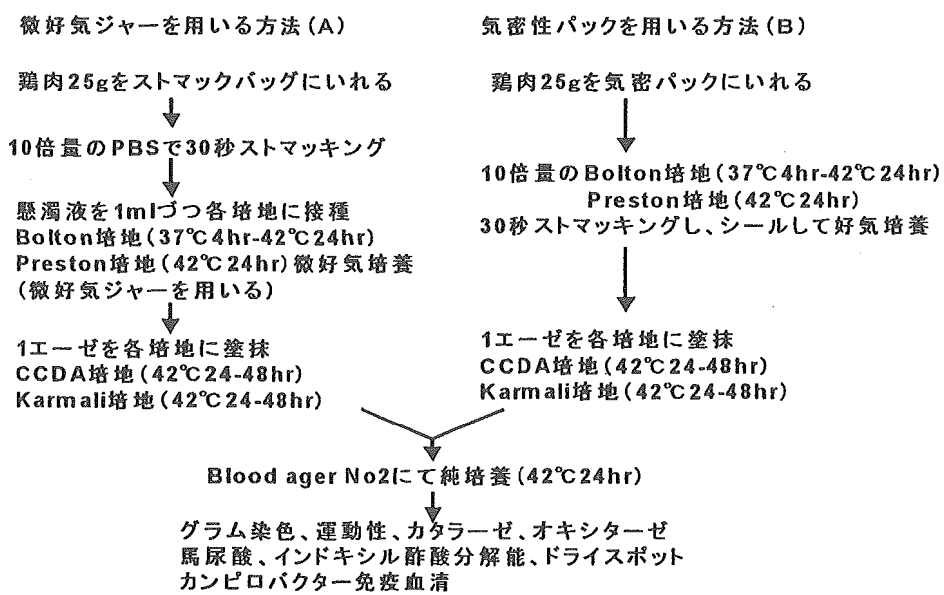 微好気ジャーを用いる方法(A)
鶏肉25gをストマックバッグにいれる
10倍量のPBSで30秒ストマッキング
懸濁液を1mlづつ各培地に接種
Bolton培地(37℃4hr-42℃24hr)
Preston培地(42℃24hr)微好気培養
(微好気ジャーを用いる)
1エーゼを各培地に塗抹
CCDA培地(42℃24-48hr)
Karmali培地(42℃24-48hr)
気密性パックを用いる方法(B)
鶏肉25gを気密パックにいれる
10倍量のBolton培地(37℃4hr-42℃24hr)
Preston培地(42℃24hr)
30秒ストマッキングし、シールして好気培養
1エーゼを各培地に塗抹
CCDA培地(42℃24-48hr)
Karmali培地(42℃24-48hr)
Blood ager No2にて純培養(42℃24hr)
グラム染色、運動性、カタラーゼ、オキシターゼ
馬尿酸、インドキシル酢酸分解能、ドライスポット
カンピロバクター免疫血清